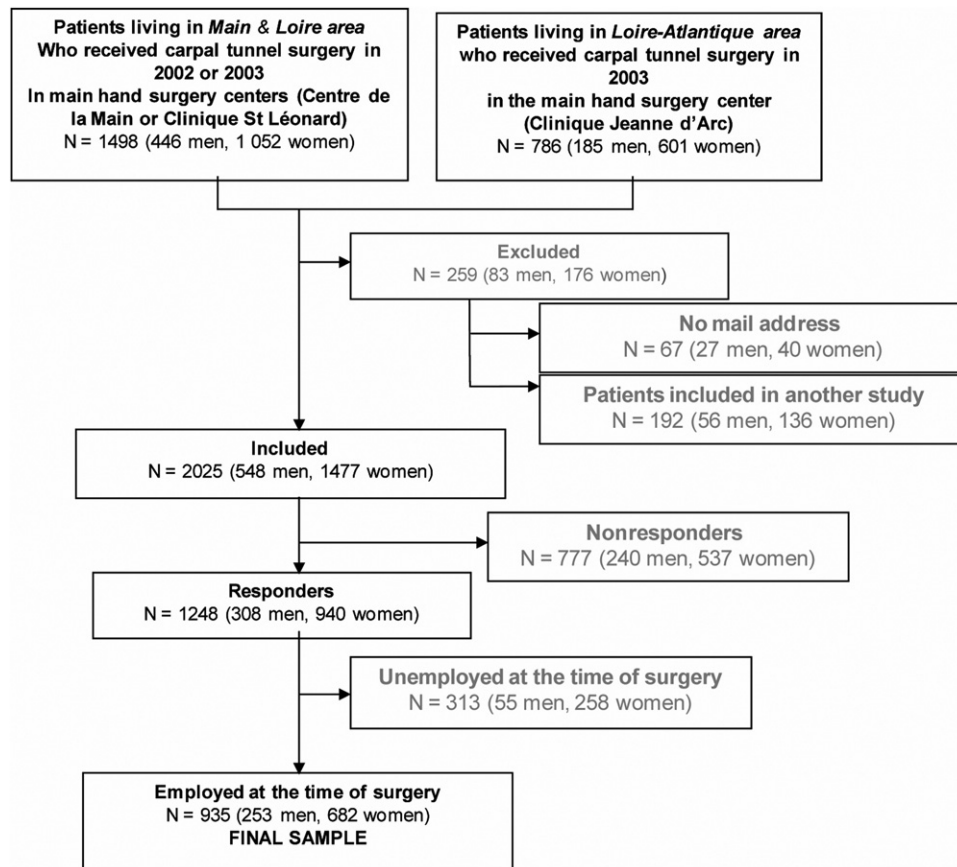 Patients living in Main & Loire area
Who received carpal tunnel surgery in
2002 or 2003
In main hand surgery centers (Centre de
la Main or Clinique St Léonard)
N = 1498 (446 men, 1 052 women)
Patients living in Loire-Atlantique area
who received carpal tunnel surgery in
2003
in the main hand surgery center
(Clinique Jeanne d'Arc)
N = 786 (185 men, 601 women)
Excluded
N = 259 (83 men, 176 women)
No mail address
N = 67 (27 men, 40 women)
Patients included in another study
N = 192 (56 men, 136 women)
Included
N = 2025 (548 men, 1477 women)
Nonresponders
N = 777 (240 men, 537 women)
Responders
N = 1248 (308 men, 940 women)
Unemployed at the time of surgery
N = 313 (55 men, 258 women)
Employed at the time of surgery
N = 935 (253 men, 682 women)
FINAL SAMPLE